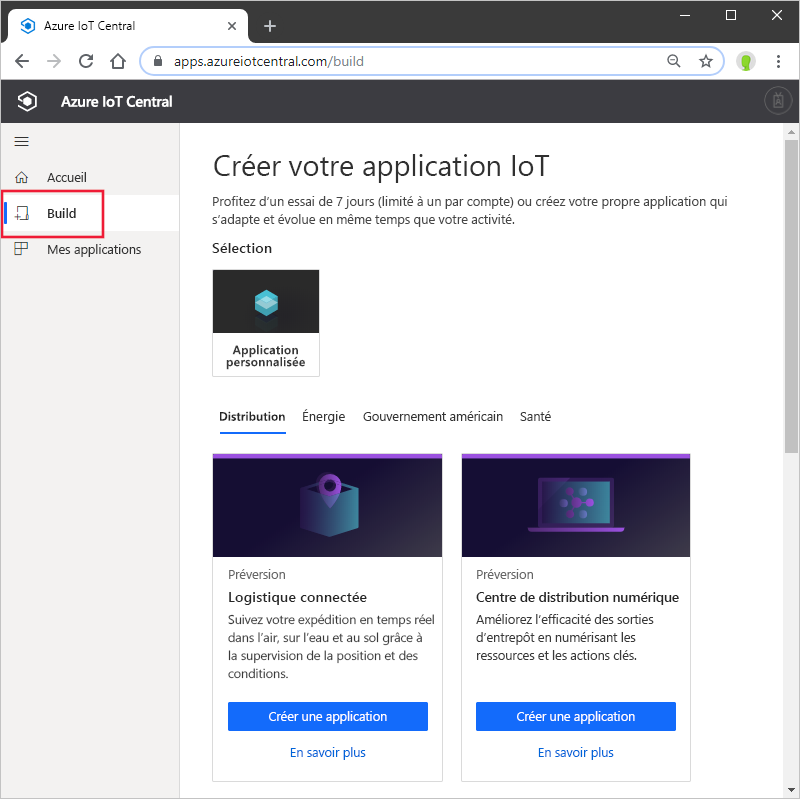 Azure IoT Central
apps.azureiotcentral.com/build
Azure IoT Central
Accueil
Build
Mes applications
Créer votre application IoT
Profitez d’un essai de 7 jours (limité à un par compte) ou créez votre propre application qui
s’adapte et évolue en même temps que votre activité.
Sélection
Application
personnalisée
Distribution Énergie Gouvernement américain Santé
Préversion
Logistique connectée
Suivez votre expédition en temps réel
dans l’air, sur l’eau et au sol grâce à
la supervision de la position et des
conditions.
Créer une application
En savoir plus
Préversion
Centre de distribution numérique
Améliorez l’efficacité des sorties
d’entrepôt en numérisant les
ressources et les actions clés.
Créer une application
En savoir plus